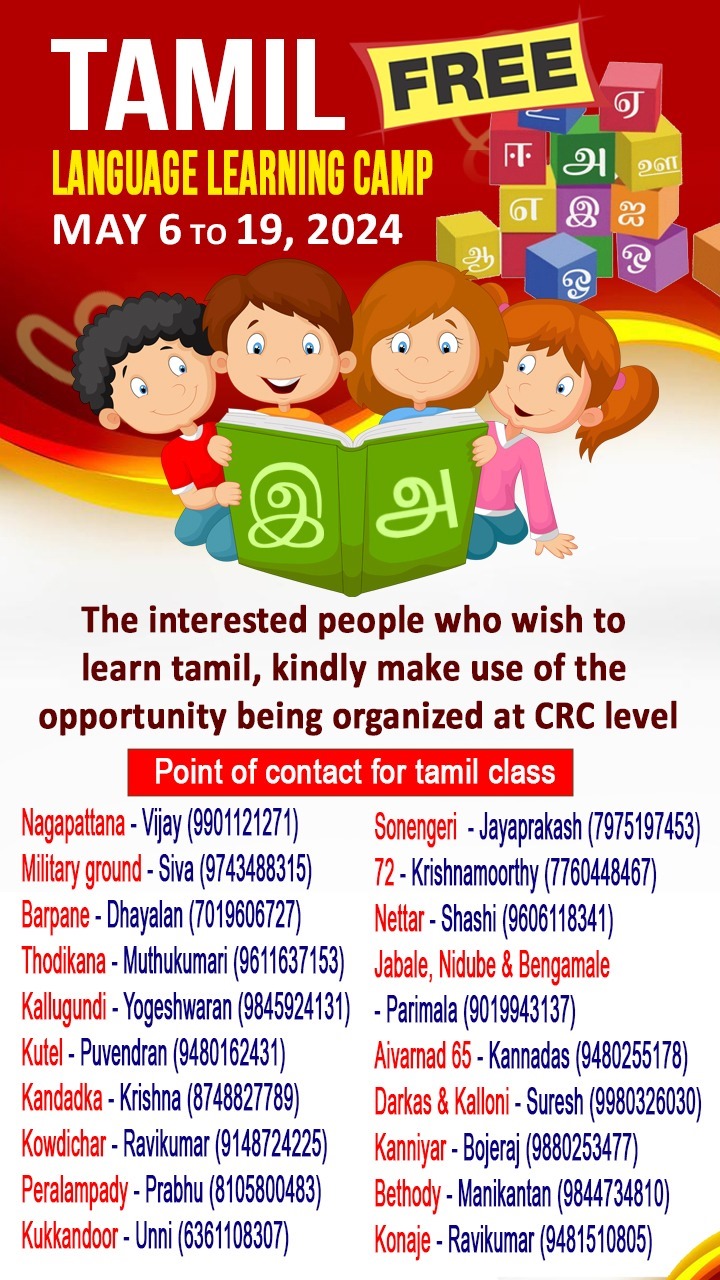 TAMIL
FREE
LANGUAGE LEARNING CAMP
MAY 6 TO 19, 2024
ஏ
ஈ அ ஊ
எ இ ஐ
ஆ ஓ ஒ
இ அ
The interested people who wish to
learn tamil, kindly make use of the
opportunity being organized at CRC level
Point of contact for tamil class
Nagapattana - Vijay (9901121271)
Military ground - Siva (9743488315)
Barpane - Dhayalan (7019606727)
Thodikana - Muthukumari (9611637153)
Kallugundi - Yogeshwaran (9845924131)
Kutel - Puvendran (9480162431)
Kandadka - Krishna (8748827789)
Kowdichar - Ravikumar (9148724225)
Peralampady - Prabhu (8105800483)
Kukkandoor - Unni (6361108307)
Sonengeri - Jayaprakash (7975197453)
72 - Krishnamoorthy (7760448467)
Nettar - Shashi (9606118341)
Jabale, Nidube & Bengamale
- Parimala (9019943137)
Aivarnad 65 - Kannadas (9480255178)
Darkas & Kalloni - Suresh (9980326030)
Kanniyar - Bojeraj (9880253477)
Bethody - Manikantan (9844734810)
Konaje - Ravikumar (9481510805)